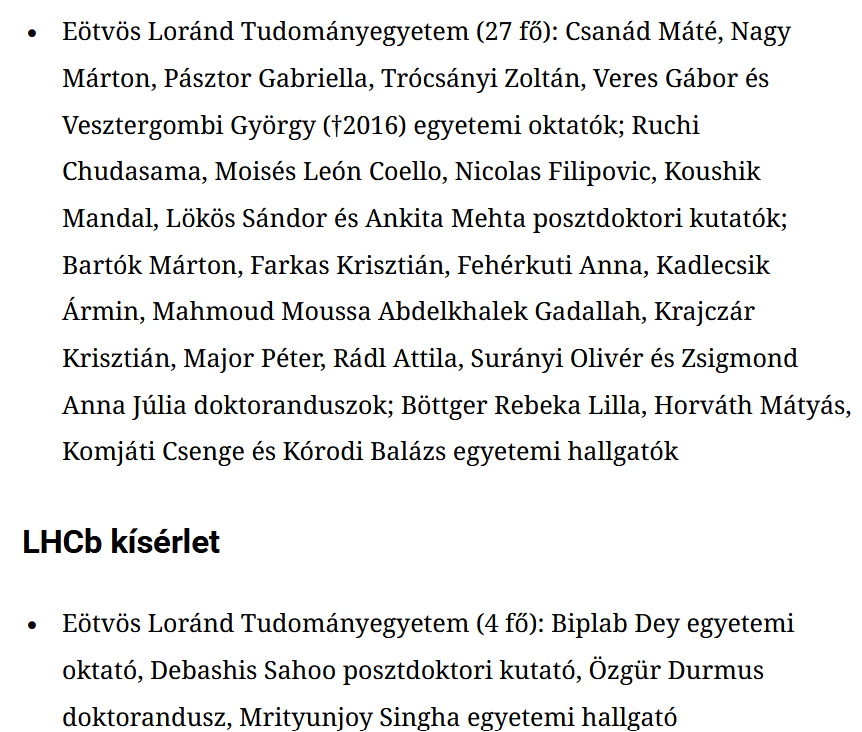 • Eötvös Loránd Tudományegyetem (27 fő): Csanád Máté, Nagy
Márton, Pásztor Gabriella, Trócsányi Zoltán, Veres Gábor és
Vesztergombi György (†2016) egyetemi oktatók; Ruchi
Chudasama, Moisés León Coello, Nicolas Filipovic, Koushik
Mandal, Lökös Sándor és Ankita Mehta posztdoktori kutatók;
Bartók Márton, Farkas Krisztián, Fehérkuti Anna, Kadlecsik
Ármin, Mahmoud Moussa Abdelkhalek Gadallah, Krajczár
Krisztián, Major Péter, Rádl Attila, Surányi Olivér és Zsigmond
Anna Júlia doktoranduszok; Böttger Rebeka Lilla, Horváth Mátyás,
Komjáti Csenge és Kórodi Balázs egyetemi hallgatók
LHCb kísérlet
• Eötvös Loránd Tudományegyetem (4 fő): Biplab Dey egyetemi
oktató, Debashis Sahoo posztdoktori kutató, Özgür Durmus
doktorandusz, Mrityunjoy Singha egyetemi hallgató